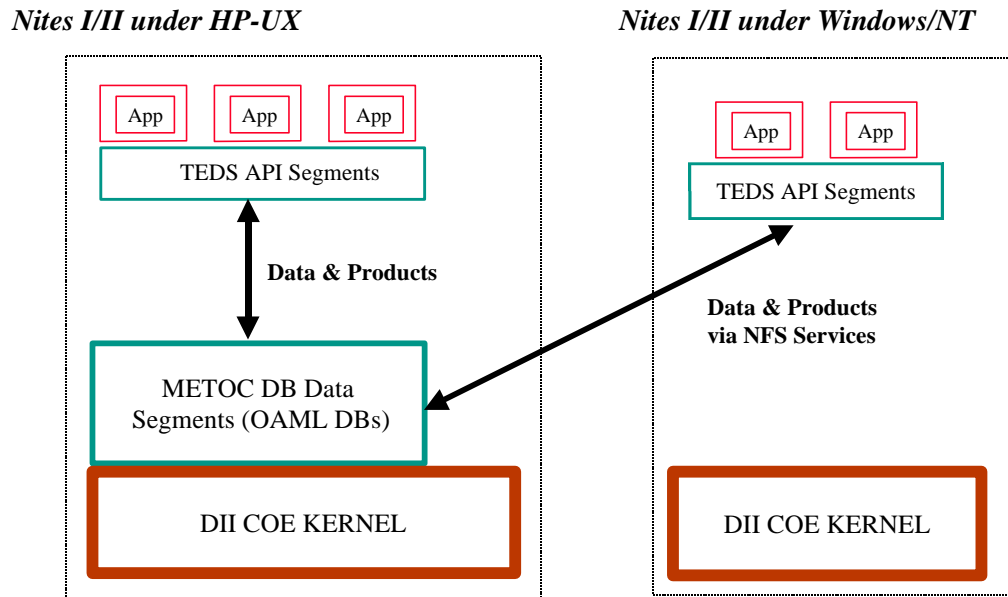 Nites I/II under HP-UX
App
App
App
TEDS API Segments
Data & Products
METOC DB Data
Segments (OAML DBs)
DII COE KERNEL
Nites I/II under Windows/NT
App
App
TEDS API Segments
Data & Products
via NFS Services
DII COE KERNEL